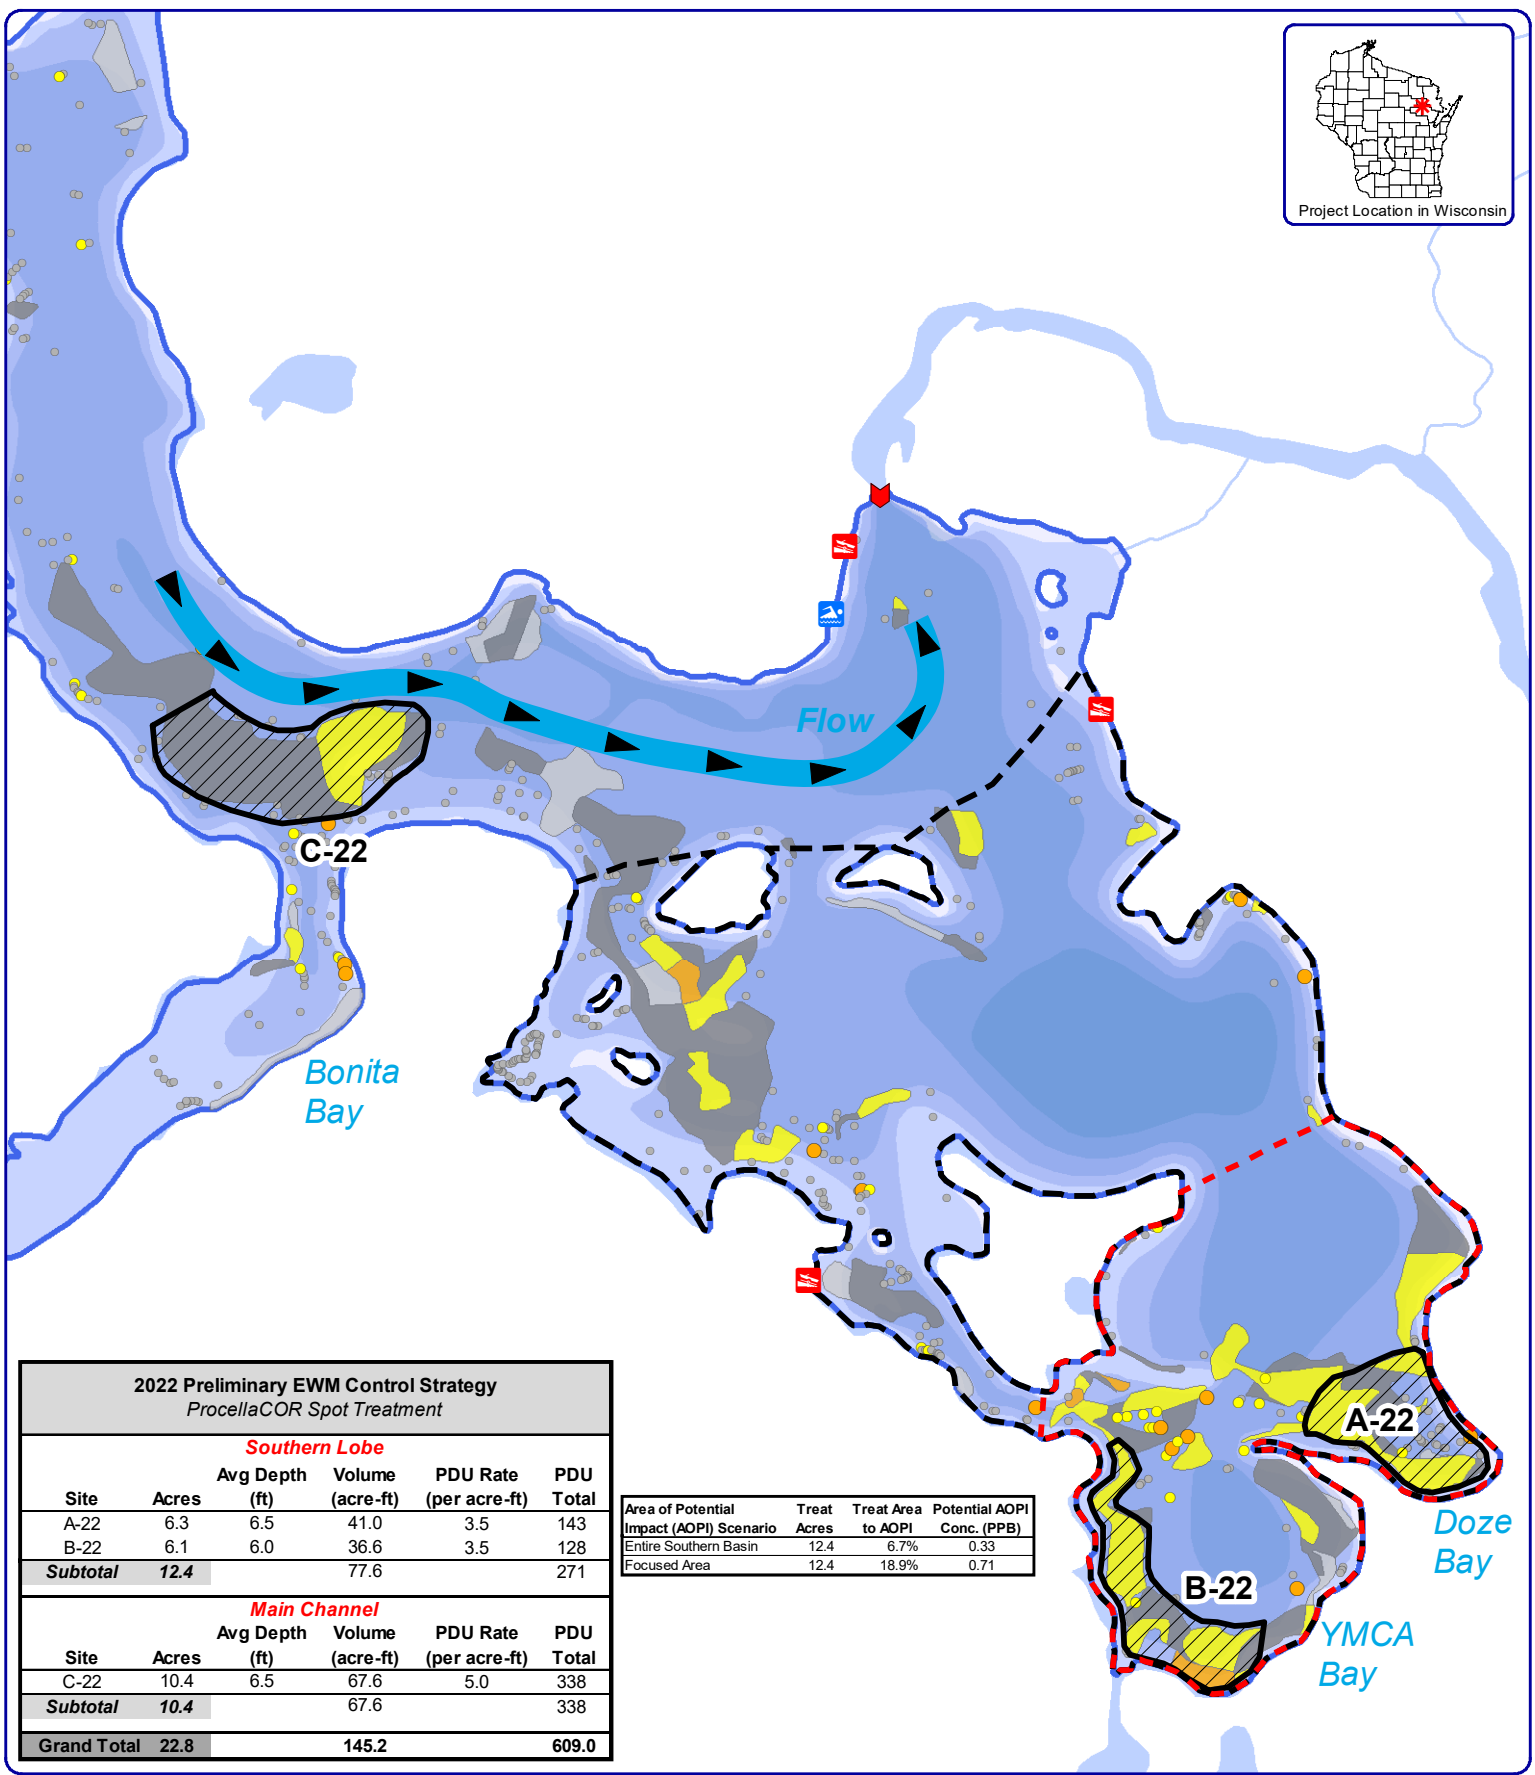 Project Location in Wisconsin
Flow
C-22
Bonita
Bay
A-22
Doze
Bay
B-22
YMCA
Bay
2022 Preliminary EWM Control Strategy
ProcellaCOR Spot Treatment
Southern Lobe
Avg Depth Volume PDU Rate PDU
Site Acres (ft) (acre-ft) (per acre-ft) Total
A-22 6.3 6.5 41.0 3.5 143
B-22 6.1 6.0 36.6 3.5 128
Subtotal 12.4 77.6 271
Main Channel
Avg Depth Volume PDU Rate PDU
Site Acres (ft) (acre-ft) (per acre-ft) Total
C-22 10.4 6.5 67.6 5.0 338
Subtotal 10.4 67.6 338
Grand Total 22.8 145.2 609.0
Area of Potential Treat Treat Area Potential AOPI
Impact (AOPI) Scenario Acres to AOPI Conc. (PPB)
Entire Southern Basin 12.4 6.7% 0.33
Focused Area 12.4 18.9% 0.71